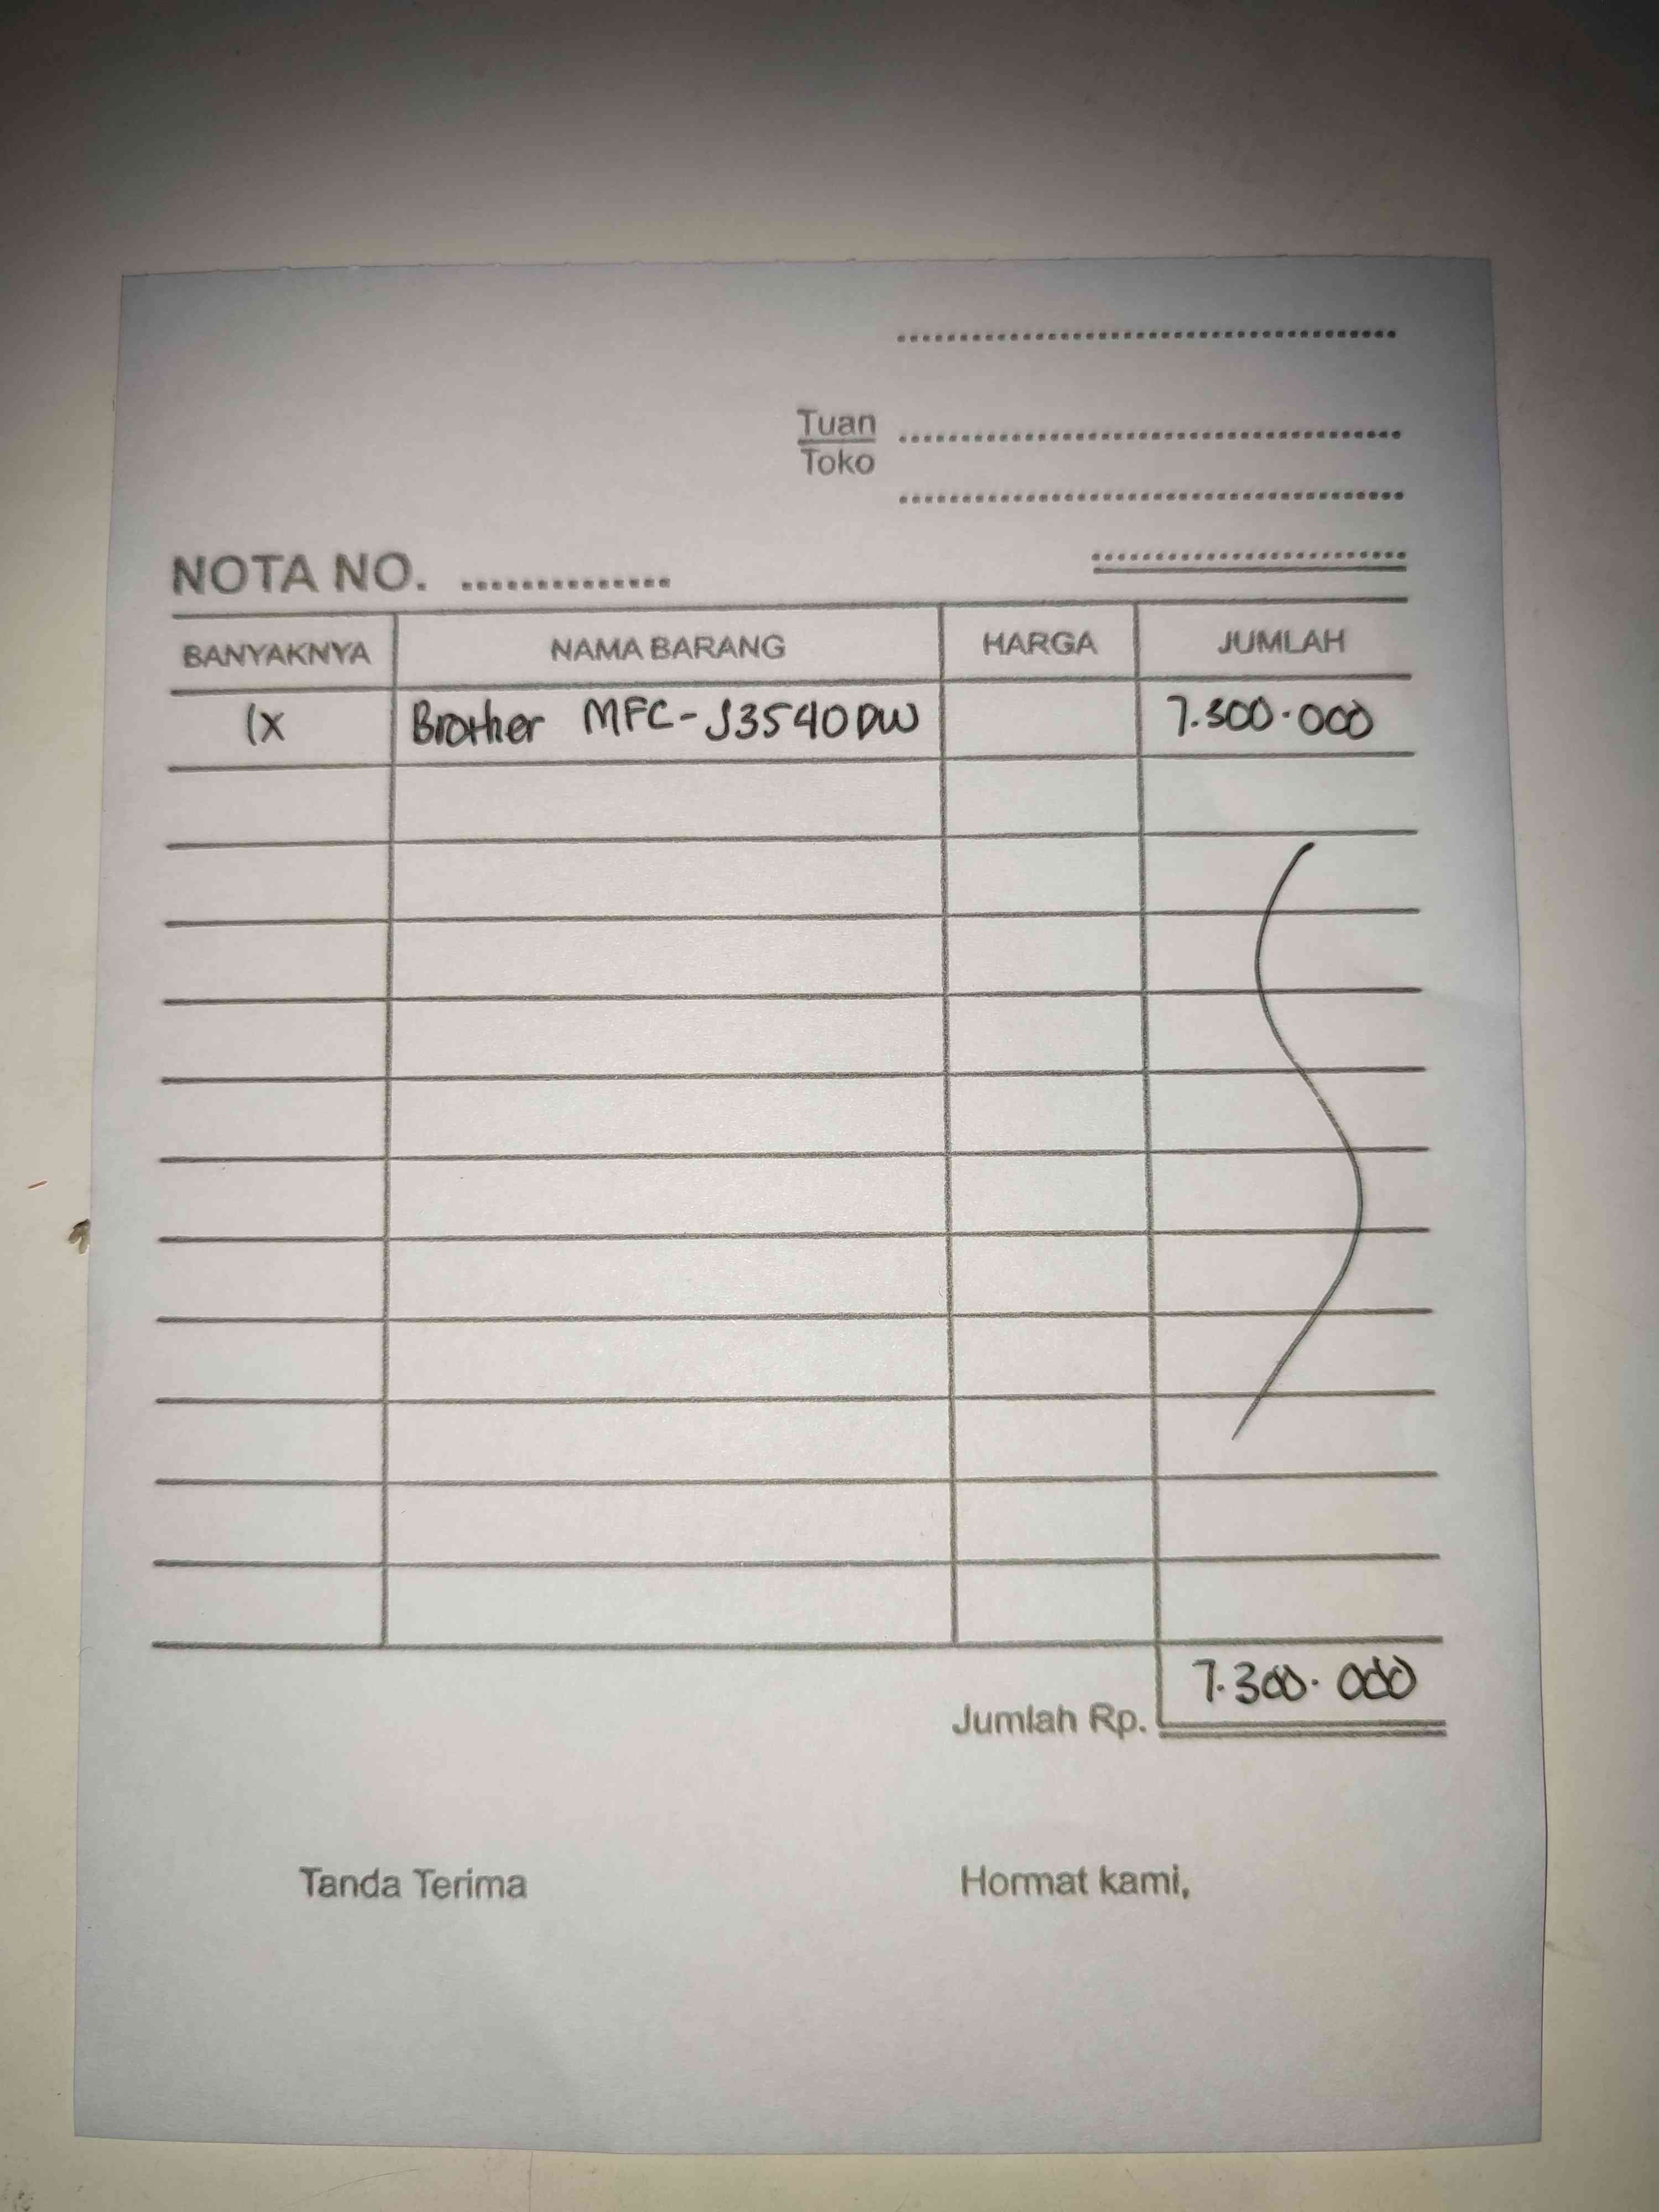 Tuan
Toko
NOTA NO. ...............
BANYAKNYA NAMA BARANG HARGA JUMLAH
1x Brother MFC-J3540DW 7.300.000
Jumlah Rp. 7.300.000
Tanda Terima Hormat kami,